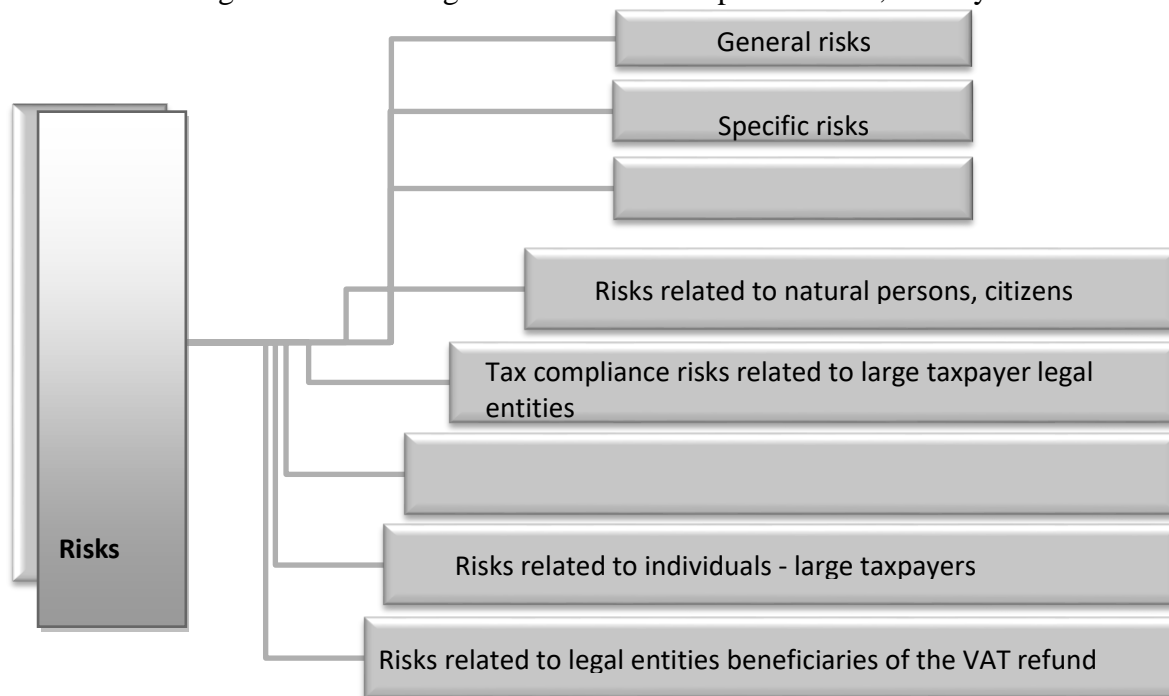 Risks
General risks
Specific risks
Risks related to natural persons, citizens
Tax compliance risks related to large taxpayer legal
entities
Risks related to individuals - large taxpayers
Risks related to legal entities beneficiaries of the VAT refund